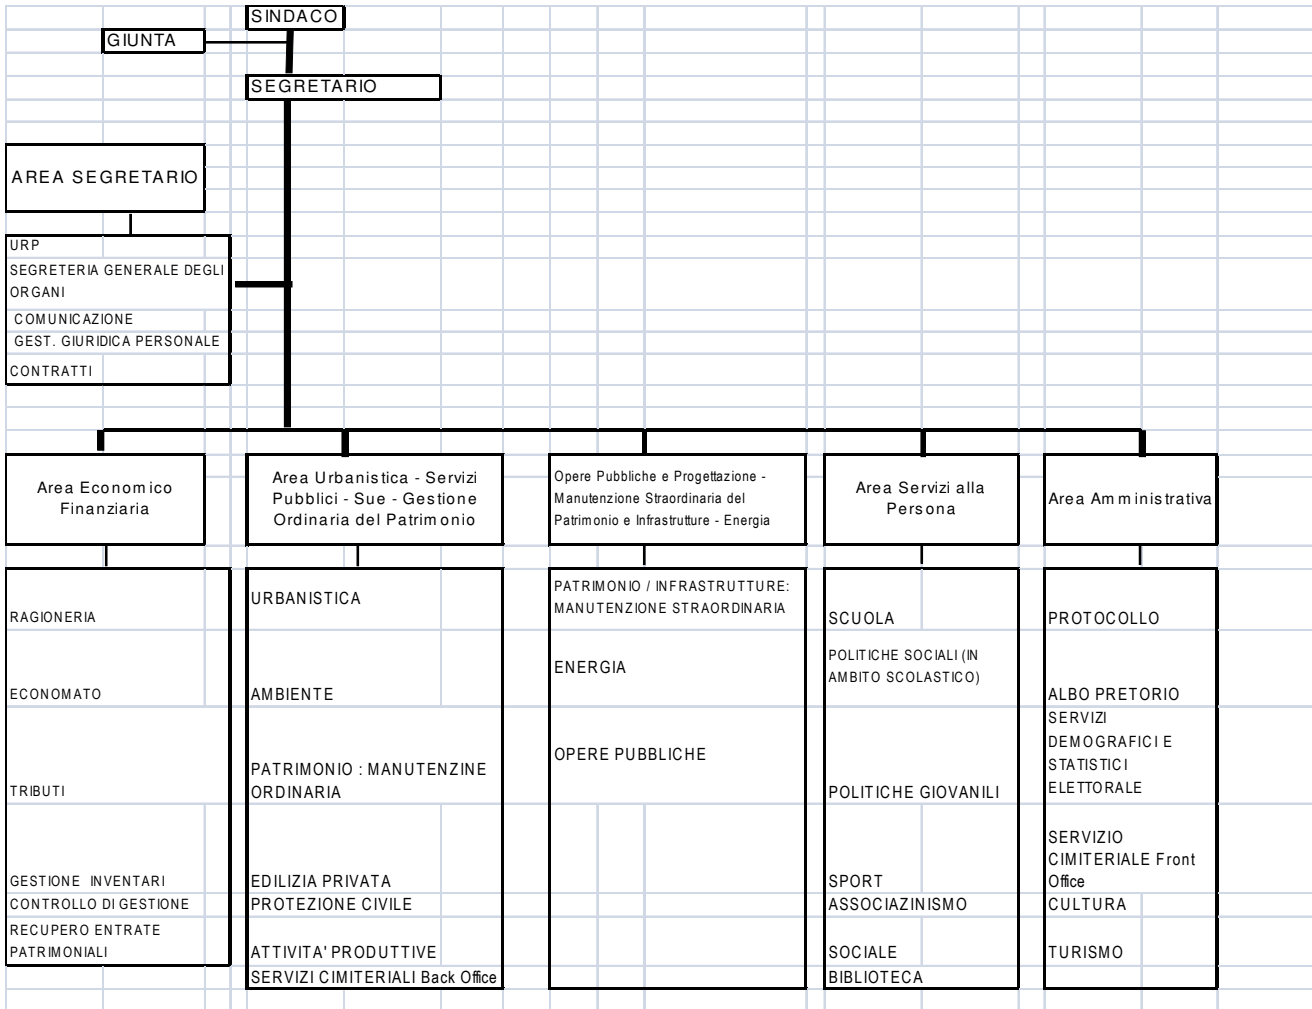 SINDACO
GIUNTA
SEGRETARIO
AREA SEGRETARIO
URP
SEGRETERIA GENERALE DEGLI
ORGANI
COMUNICAZIONE
GEST. GIURIDICA PERSONALE
CONTRATTI
Area Economico
Finanziaria
Area Urbanistica - Servizi
Pubblici - Sue - Gestione
Ordinaria del Patrimonio
Opere Pubbliche e Progettazione -
Manutenzione Straordinaria del
Patrimonio e Infrastrutture - Energia
Area Servizi alla
Persona
Area Amministrativa
RAGIONERIA
ECONOMATO
TRIBUTI
GESTIONE INVENTARI
CONTROLLO DI GESTIONE
RECUPERO ENTRATE
PATRIMONIALI
URBANISTICA
AMBIENTE
PATRIMONIO : MANUTENZINE
ORDINARIA
EDILIZIA PRIVATA
PROTEZIONE CIVILE
ATTIVITA' PRODUTTIVE
SERVIZI CIMITERIALI Back Office
PATRIMONIO / INFRASTRUTTURE:
MANUTENZIONE STRAORDINARIA
ENERGIA
OPERE PUBBLICHE
SCUOLA
POLITICHE SOCIALI (IN
AMBITO SCOLASTICO)
POLITICHE GIOVANILI
SPORT
ASSOCIAZINISMO
SOCIALE
BIBLIOTECA
PROTOCOLLO
ALBO PRETORIO
SERVIZI
DEMOGRAFICI E
STATISTICI
ELETTORALE
SERVIZIO
CIMITERIALE Front
Office
CULTURA
TURISMO